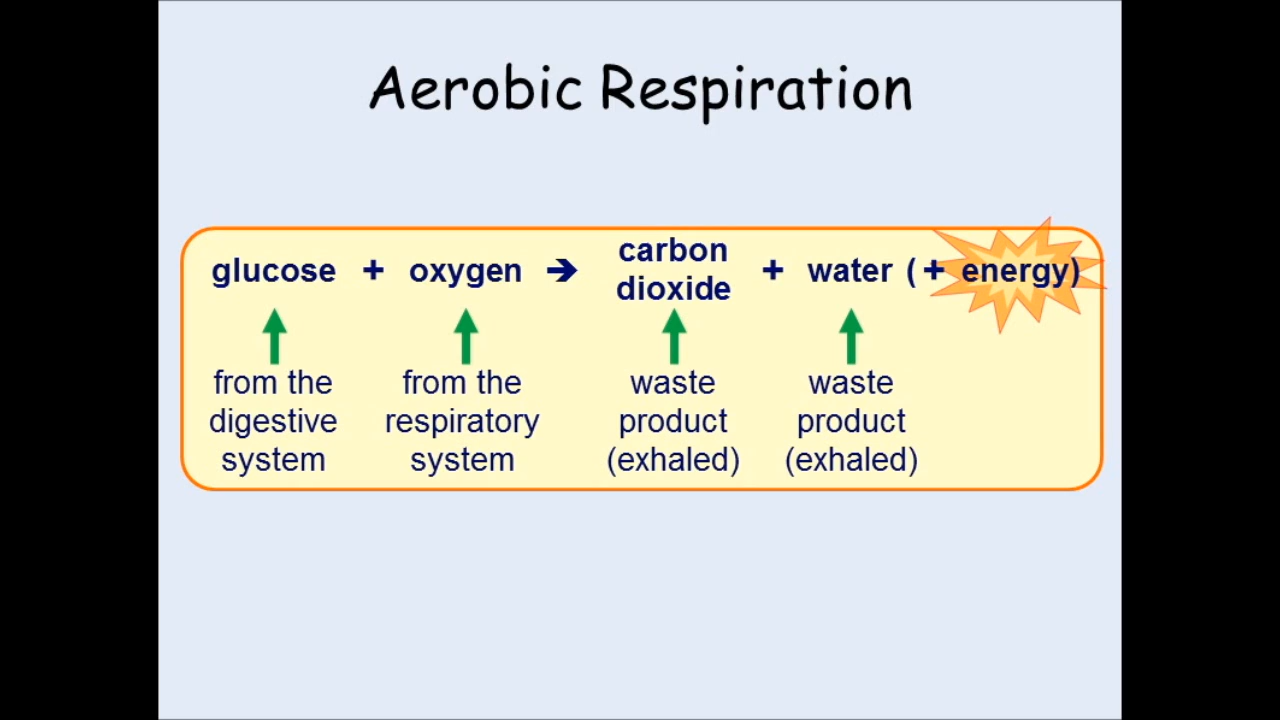 Aerobic Respiration
glucose + oxygen ➔ carbon dioxide + water ( + energy)
from the
digestive
system
from the
respiratory
system
waste
product
(exhaled)
waste
product
(exhaled)